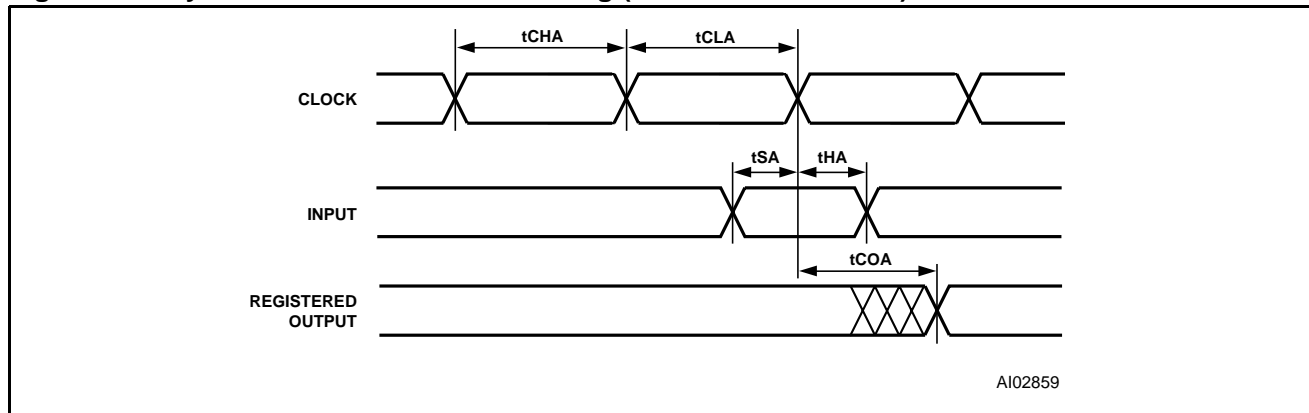 tCHA tCLA
CLOCK
tSA tHA
INPUT
tCOA
REGISTERED
OUTPUT
AI02859